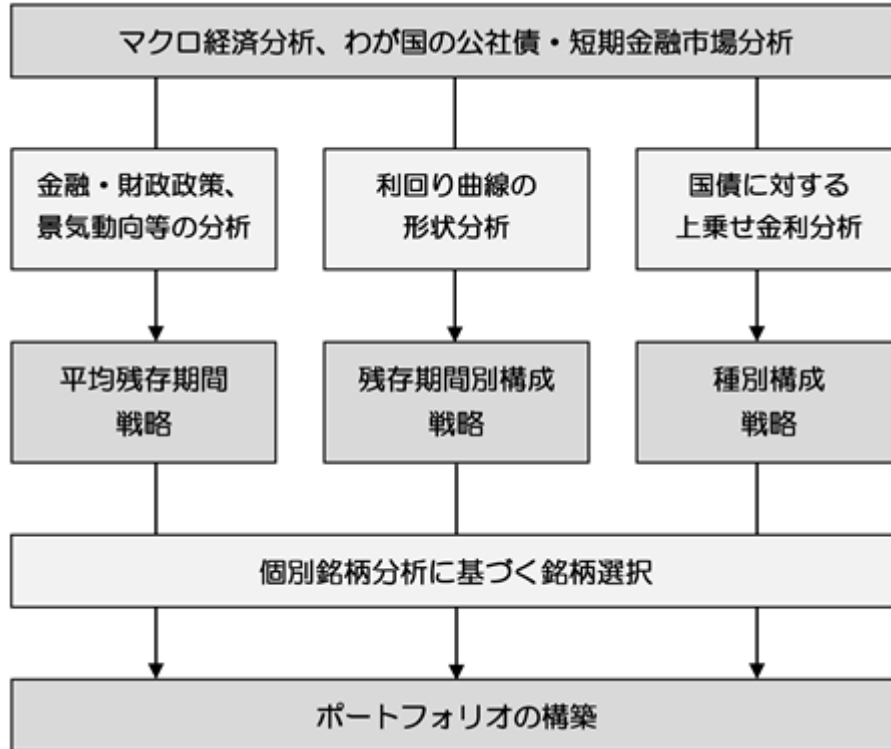 マクロ経済分析、わが国の公社債・短期金融市場分析
金融・財政政策、
景気動向等の分析
利回り曲線の
形状分析
国債に対する
上乗せ金利分析
平均残存期間
戦略
残存期間別構成
戦略
種別構成
戦略
個別銘柄分析に基づく銘柄選択
ポートフォリオの構築